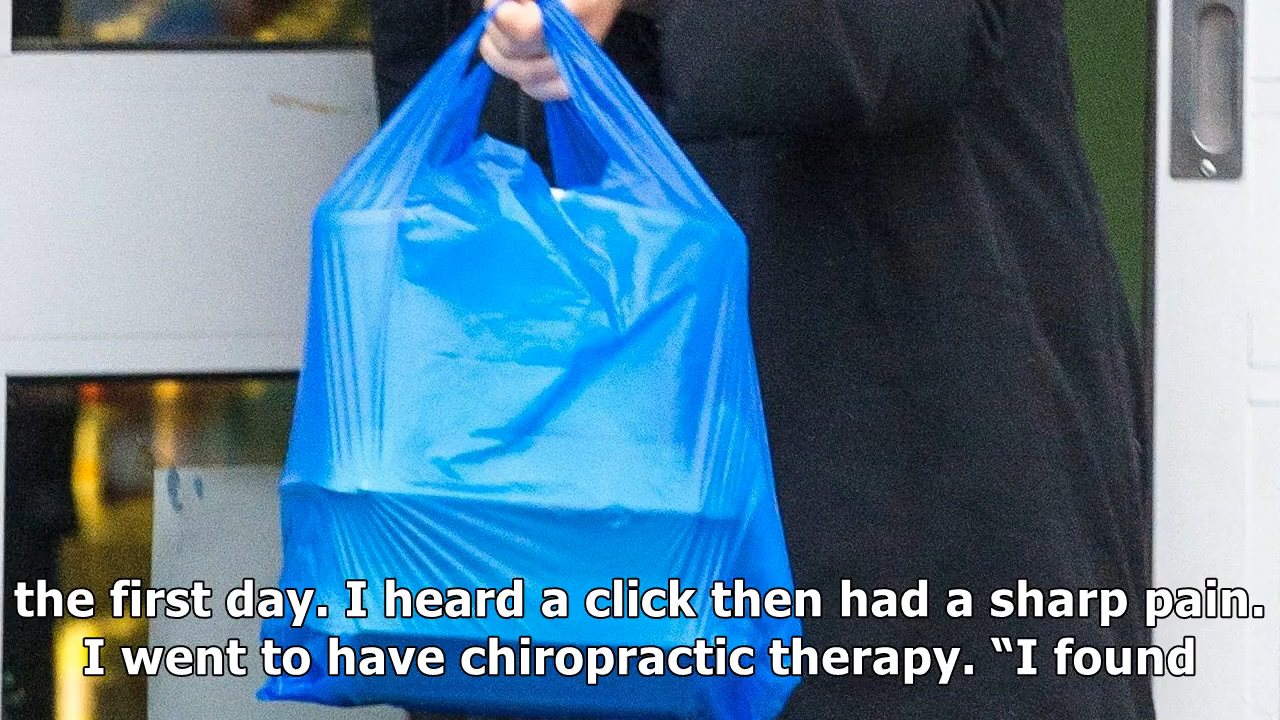 the first day. I heard a click then had a sharp pain.
I went to have chiropractic therapy. “I found